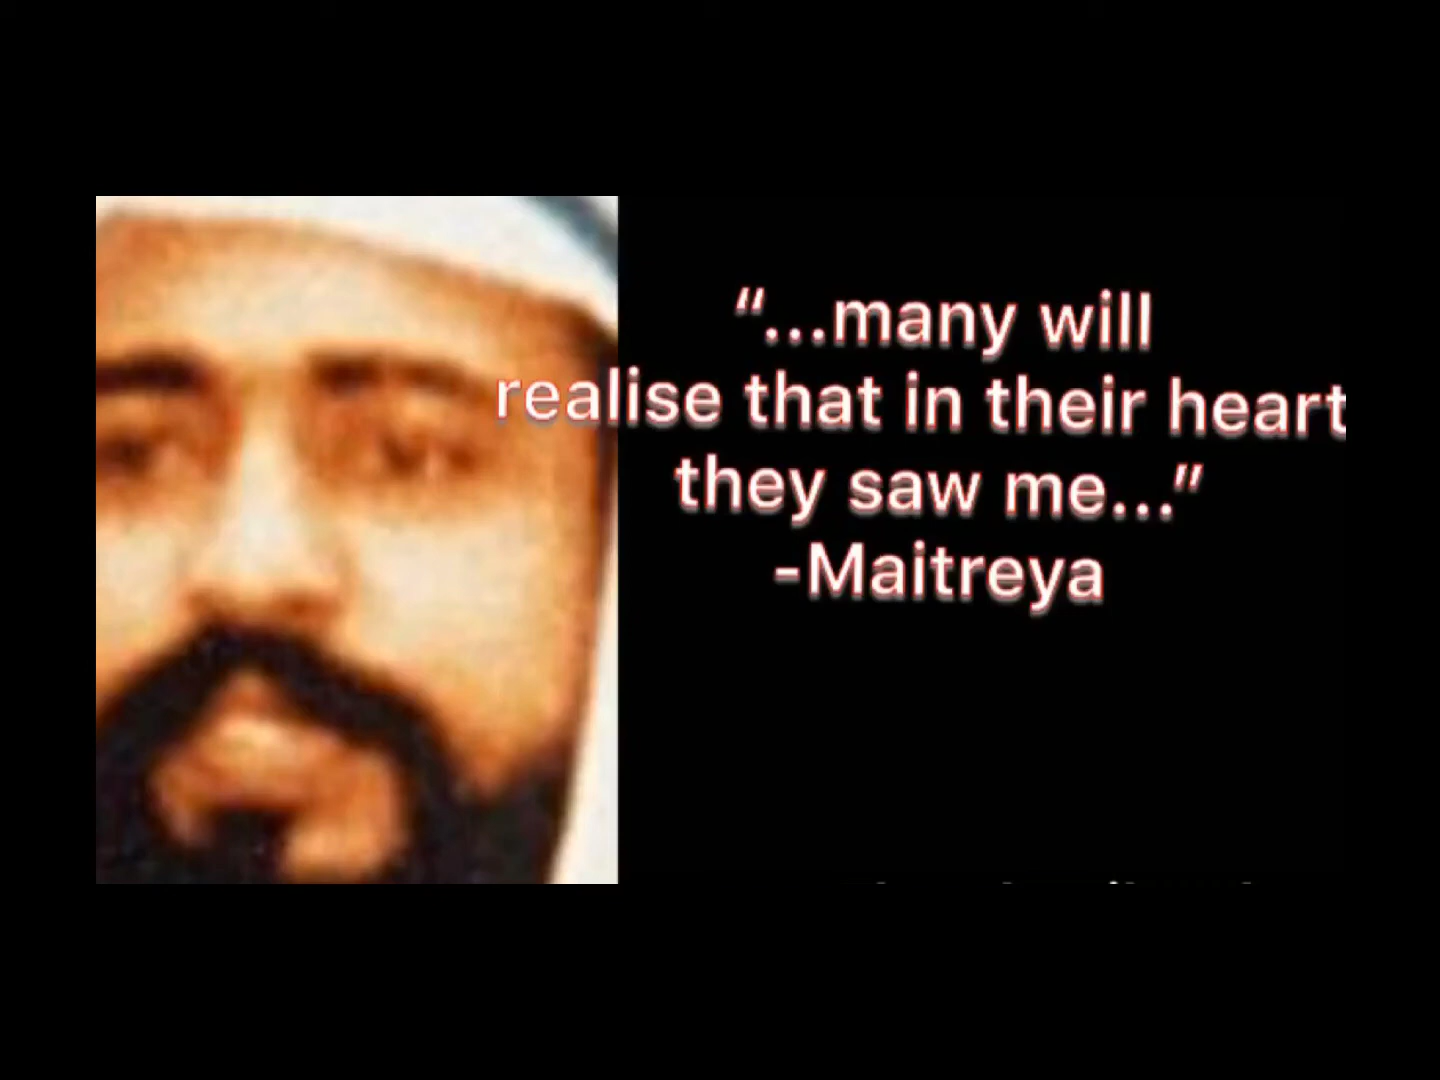 “...many will
realise that in their heart
they saw me...”
-Maitreya